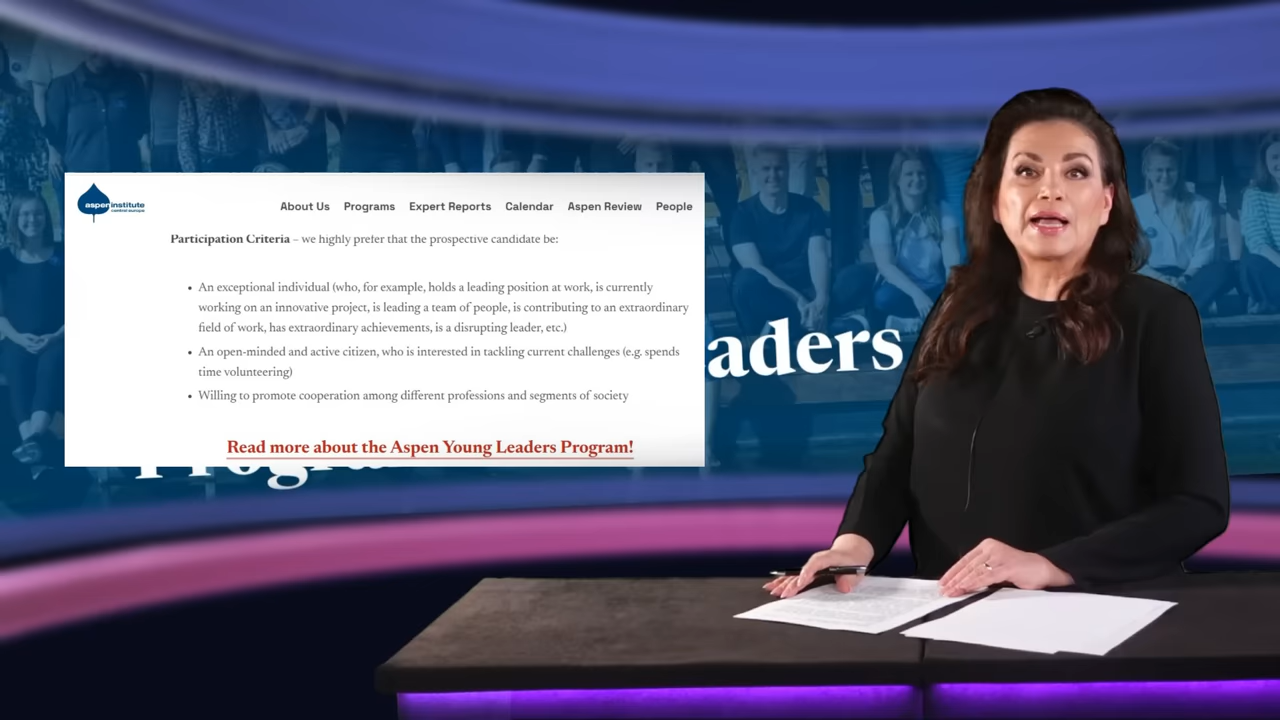 aspen institute
central europe
About Us Programs Expert Reports Calendar Aspen Review People
Participation Criteria – we highly prefer that the prospective candidate be:
• An exceptional individual (who, for example, holds a leading position at work, is currently
working on an innovative project, is leading a team of people, is contributing to an extraordinary
field of work, has extraordinary achievements, is a disrupting leader, etc.)
• An open-minded and active citizen, who is interested in tackling current challenges (e.g. spends
time volunteering)
• Willing to promote cooperation among different professions and segments of society
Read more about the Aspen Young Leaders Program!
aders